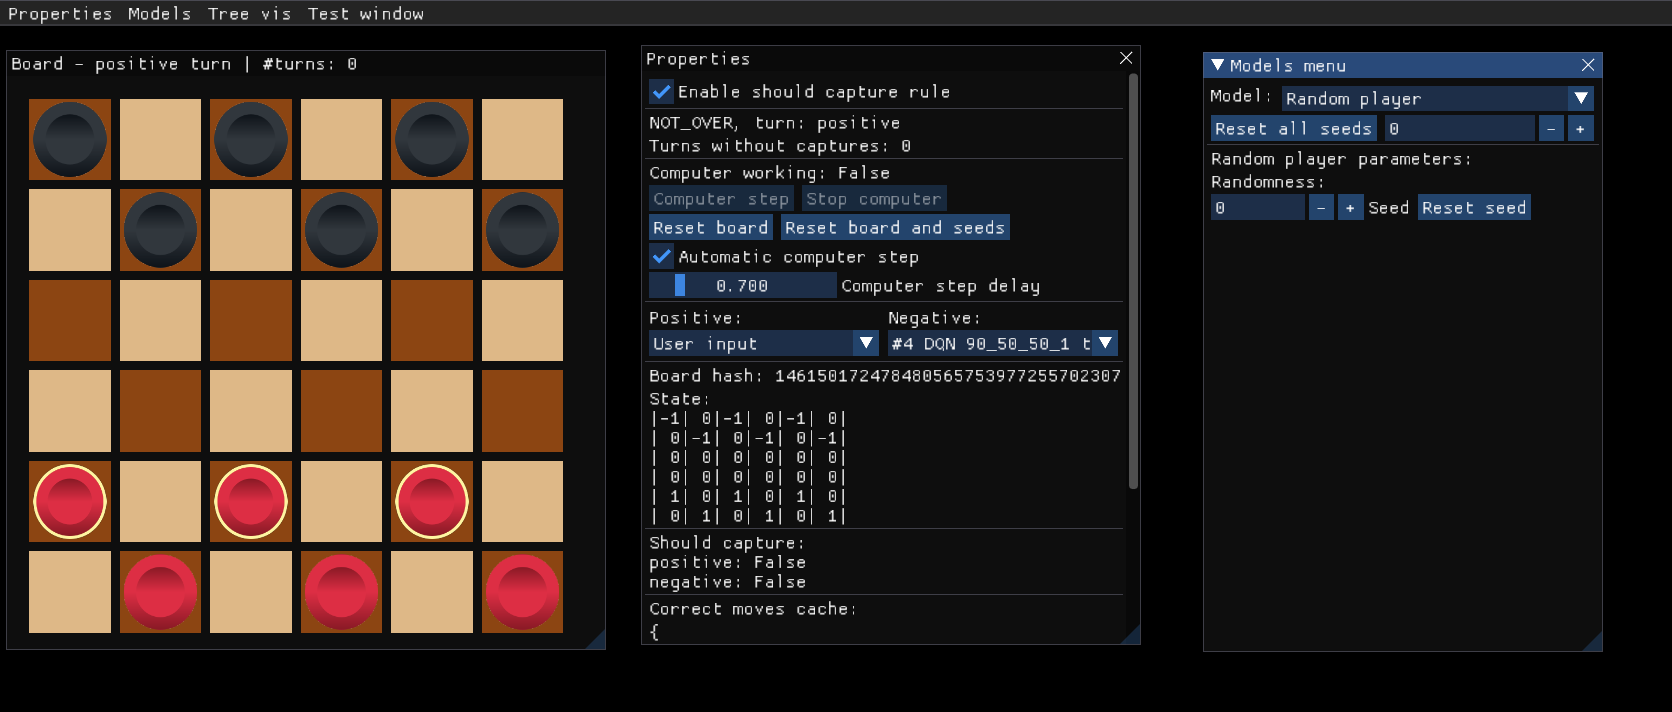 Properties Models Tree vis Test window
Board - positive turn | #turns: 0
Properties
Enable should capture rule
NOT_OVER, turn: positive
Turns without captures: 0
Computer working: False
Computer step Stop computer
Reset board Reset board and seeds
Automatic computer step
0.700 Computer step delay
Positive: Negative:
User input #4 DQN 90_50_50_1 t
Board hash: 146150172478480565753977255702307
State:
|-1| 0|-1| 0|-1| 0|
| 0|-1| 0|-1| 0|-1|
| 0| 0| 0| 0| 0| 0|
| 0| 0| 0| 0| 0| 0|
| 1| 0| 1| 0| 1| 0|
| 0| 1| 0| 1| 0| 1|
Should capture:
positive: False
negative: False
Correct moves cache:
{
Models menu
Model: Random player
Reset all seeds 0 - +
Random player parameters:
Randomness:
0 - + Seed Reset seed